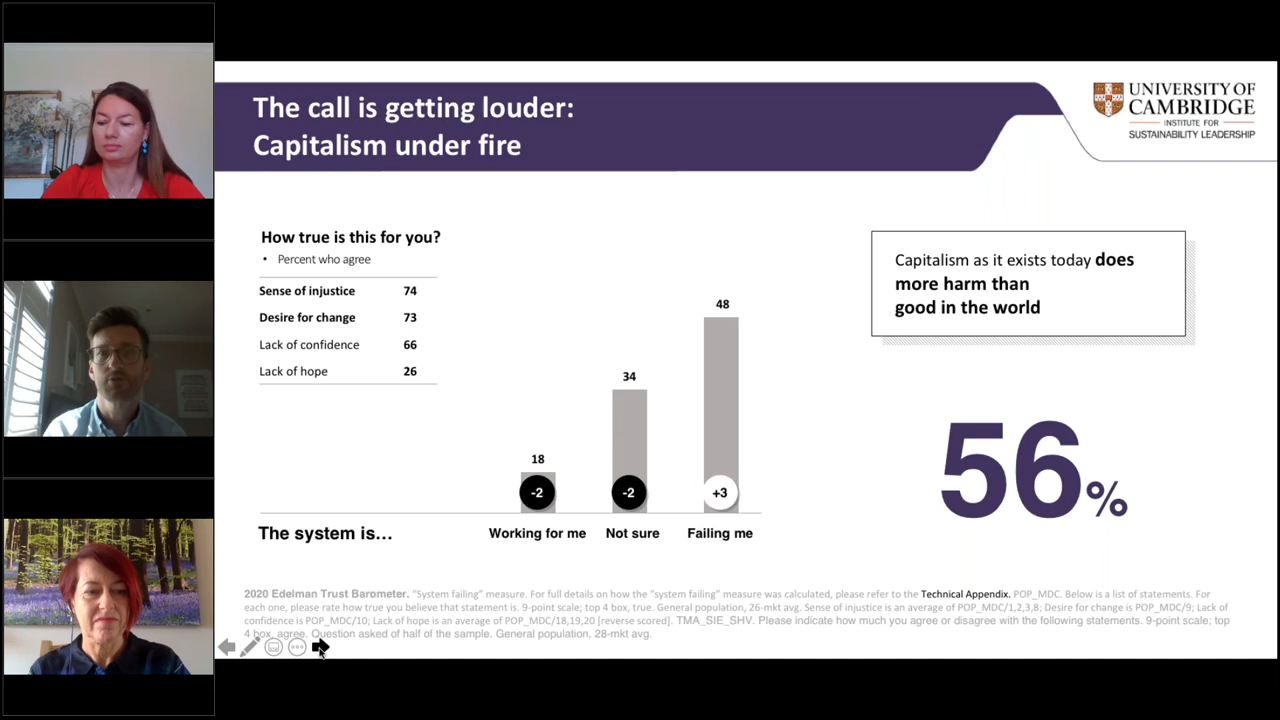 The call is getting louder:
Capitalism under fire
UNIVERSITY OF
CAMBRIDGE
INSTITUTE FOR
SUSTAINABILITY LEADERSHIP
How true is this for you?
• Percent who agree
Sense of injustice 74
Desire for change 73
Lack of confidence 66
Lack of hope 26
18
34
48
-2
-2
+3
The system is…
Working for me
Not sure
Failing me
Capitalism as it exists today does
more harm than
good in the world
56%
2020 Edelman Trust Barometer. “System failing” measure. For full details on how the “system failing” measure was calculated, please refer to the Technical Appendix. POP_MDC. Below is a list of statements. For
each one, please rate how true you believe that statement is. 9-point scale; top 4 box, true. General population, 26-mkt avg. Sense of injustice is an average of POP_MDC/1,2,3,8; Desire for change is POP_MDC/9; Lack of
confidence is POP_MDC/10; Lack of hope is an average of POP_MDC/18,19,20 [reverse scored]. TMA_SIE_SHV. Please indicate how much you agree or disagree with the following statements. 9-point scale; top
4 box, agree. Question asked of half of the sample. General population, 28-mkt avg.